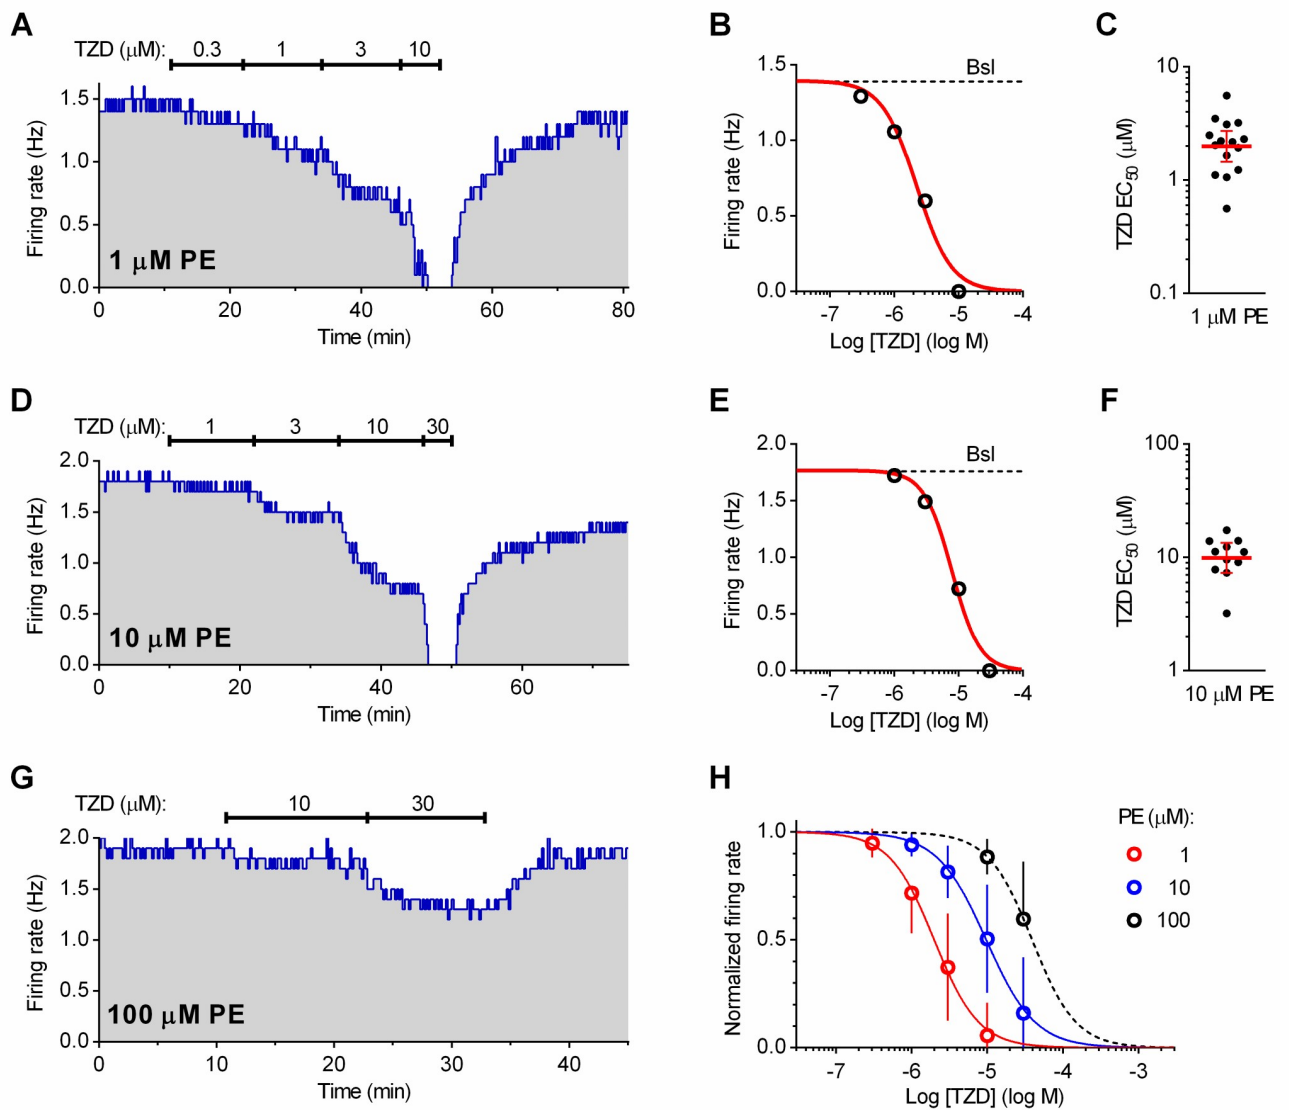 A
TZD (μM): 0.3 1 3 10
Firing rate (Hz)
1.5
1.0
0.5
0.0
1 μM PE
0 20 40 60 80
Time (min)
B
Firing rate (Hz)
1.5
1.0
0.5
0.0
Bsl
-7 -6 -5 -4
Log [TZD] (log M)
C
TZD EC50 (μM)
10
1
0.1
1 μM PE
D
TZD (μM): 1 3 10 30
Firing rate (Hz)
2.0
1.5
1.0
0.5
0.0
10 μM PE
0 20 40 60
Time (min)
E
Firing rate (Hz)
2.0
1.5
1.0
0.5
0.0
Bsl
-7 -6 -5 -4
Log [TZD] (log M)
F
TZD EC50 (μM)
100
10
1
10 μM PE
G
TZD (μM): 10 30
Firing rate (Hz)
2.0
1.5
1.0
0.5
0.0
100 μM PE
0 10 20 30 40
Time (min)
H
Normalized firing rate
1.0
0.5
0.0
-7 -6 -5 -4 -3
Log [TZD] (log M)
PE (μM):
1
10
100